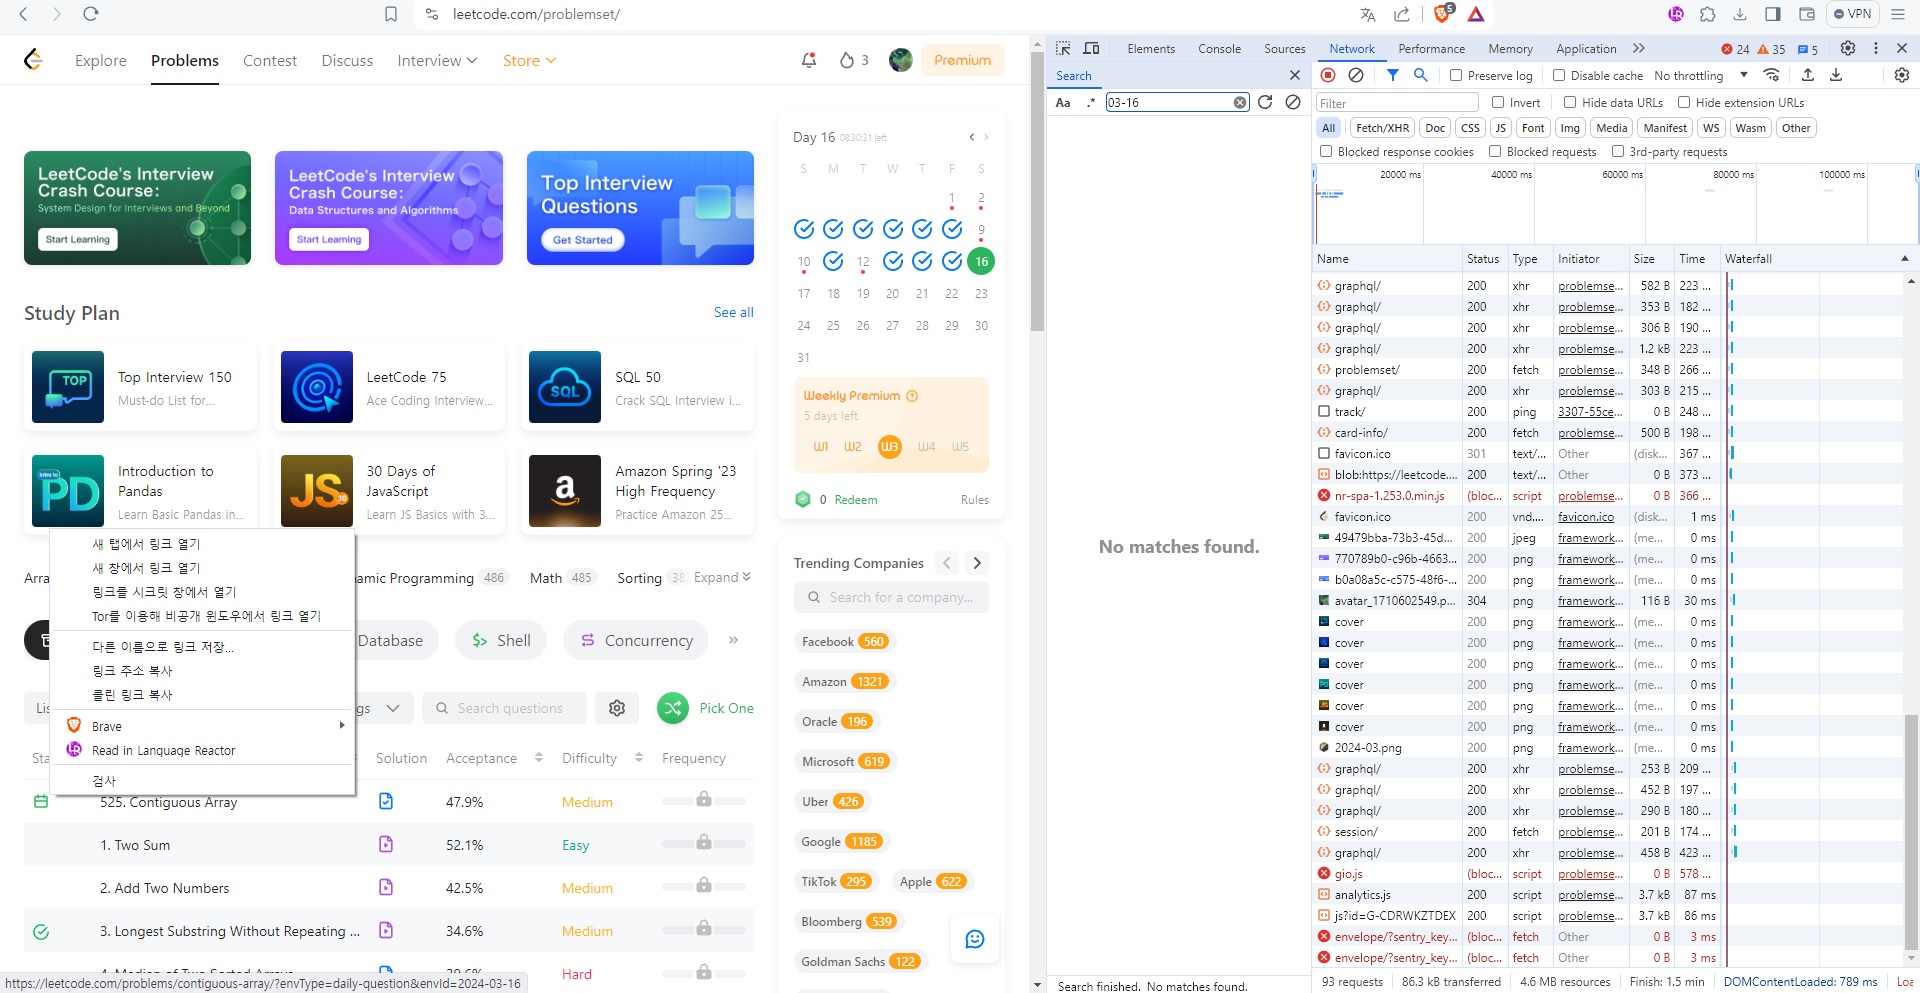 leetcode.com/problemset/
5
VPN
Explore
Problems
Contest
Discuss
Interview
Store
3
Premium
LeetCode's Interview
Crash Course:
System Design for Interviews and Beyond
Start Learning
LeetCode's Interview
Crash Course:
Data Structures and Algorithms
Start Learning
Top Interview
Questions
Get Started
Day 16 08:30:31 left
S M T W T F S
1 2
9
10 12 16
17 18 19 20 21 22 23
24 25 26 27 28 29 30
31
Weekly Premium
5 days left
W1 W2 W3 W4 W5
0 Redeem Rules
Study Plan
See all
TOP
Top Interview 150
Must-do List for...
LeetCode 75
Ace Coding Interview...
SQL
SQL 50
Crack SQL Interview i...
Intro to
PD
Introduction to
Pandas
Learn Basic Pandas in...
JS 30
30 Days of
JavaScript
Learn JS Basics with 3...
a
Amazon Spring '23
High Frequency
Practice Amazon 25...
Arra
namic Programming 486
Math 485
Sorting 382
Expand
Database
$> Shell
Concurrency
»
새 탭에서 링크 열기
새 창에서 링크 열기
링크를 시크릿 창에서 열기
Tor를 이용해 비공개 윈도우에서 링크 열기
다른 이름으로 링크 저장...
링크 주소 복사
클린 링크 복사
Brave
Read in Language Reactor
검사
Lis
gs
Search questions
Pick One
Sta
Solution
Acceptance
Difficulty
Frequency
525. Contiguous Array 47.9% Medium
1. Two Sum 52.1% Easy
2. Add Two Numbers 42.5% Medium
3. Longest Substring Without Repeating ... 34.6% Medium
4. Median of Two Sorted Arrays 39.6% Hard
https://leetcode.com/problems/contiguous-array/?envType=daily-question&envId=2024-03-16
Trending Companies
Search for a company...
Facebook 560
Amazon 1321
Oracle 196
Microsoft 619
Uber 426
Google 1185
TikTok 295
Apple 622
Bloomberg 539
Goldman Sachs 122
Elements
Console
Sources
Network
Performance
Memory
Application
24 35 5
Search
Aa .* 03-16
No matches found.
Search finished. No matches found.
Preserve log
Disable cache
No throttling
Filter
Invert
Hide data URLs
Hide extension URLs
All Fetch/XHR Doc CSS JS Font Img Media Manifest WS Wasm Other
Blocked response cookies
Blocked requests
3rd-party requests
20000 ms 40000 ms 60000 ms 80000 ms 100000 ms
Name Status Type Initiator Size Time Waterfall
graphql/ 200 xhr problemse... 582 B 223 ...
graphql/ 200 xhr problemse... 353 B 182 ...
graphql/ 200 xhr problemse... 306 B 190 ...
graphql/ 200 xhr problemse... 1.2 kB 223 ...
problemset/ 200 fetch problemse... 348 B 266 ...
graphql/ 200 xhr problemse... 303 B 215 ...
track/ 200 ping 3307-55ce... 0 B 248 ...
card-info/ 200 fetch problemse... 500 B 198 ...
favicon.ico 301 text/... Other (disk... 367 ...
blob:https://leetcode.... 200 text/... Other 0 B 373 ...
nr-spa-1.253.0.min.js (bloc... script problemse... 0 B 366 ...
favicon.ico 200 vnd.... favicon.ico (disk... 1 ms
49479bba-73b3-45d... 200 jpeg framework... (me... 0 ms
770789b0-c96b-4663... 200 png framework... (me... 0 ms
b0a08a5c-c575-48f6-... 200 png framework... (me... 0 ms
avatar_1710602549.p... 304 png framework... 116 B 30 ms
cover 200 png framework... (me... 0 ms
cover 200 png framework... (me... 0 ms
cover 200 png framework... (me... 0 ms
cover 200 png framework... (me... 0 ms
cover 200 png framework... (me... 0 ms
cover 200 png framework... (me... 0 ms
2024-03.png 200 png framework... (me... 0 ms
graphql/ 200 xhr problemse... 253 B 209 ...
graphql/ 200 xhr problemse... 452 B 197 ...
graphql/ 200 xhr problemse... 290 B 180 ...
session/ 200 fetch problemse... 201 B 174 ...
graphql/ 200 xhr problemse... 458 B 423 ...
gio.js (bloc... script problemse... 0 B 578 ...
analytics.js 200 script problemse... 3.7 kB 87 ms
js?id=G-CDRWKZTDEX 200 script problemse... 3.7 kB 86 ms
envelope/?sentry_key... (bloc... fetch Other 0 B 3 ms
envelope/?sentry_key... (bloc... fetch Other 0 B 3 ms
93 requests
86.3 kB transferred
4.6 MB resources
Finish: 1.5 min
DOMContentLoaded: 789 ms
Loa